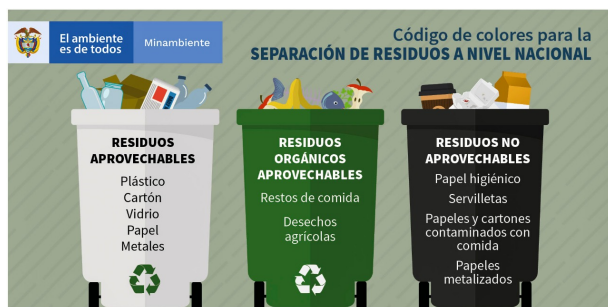 El ambiente
es de todos
Minambiente
Código de colores para la
SEPARACIÓN DE RESIDUOS A NIVEL NACIONAL
RESIDUOS
APROVECHABLES
Plástico
Cartón
Vidrio
Papel
Metales
RESIDUOS
ORGÁNICOS
APROVECHABLES
Restos de comida
Desechos
agrícolas
RESIDUOS NO
APROVECHABLES
Papel higiénico
Servilletas
Papeles y cartones
contaminados con
comida
Papeles
metalizados